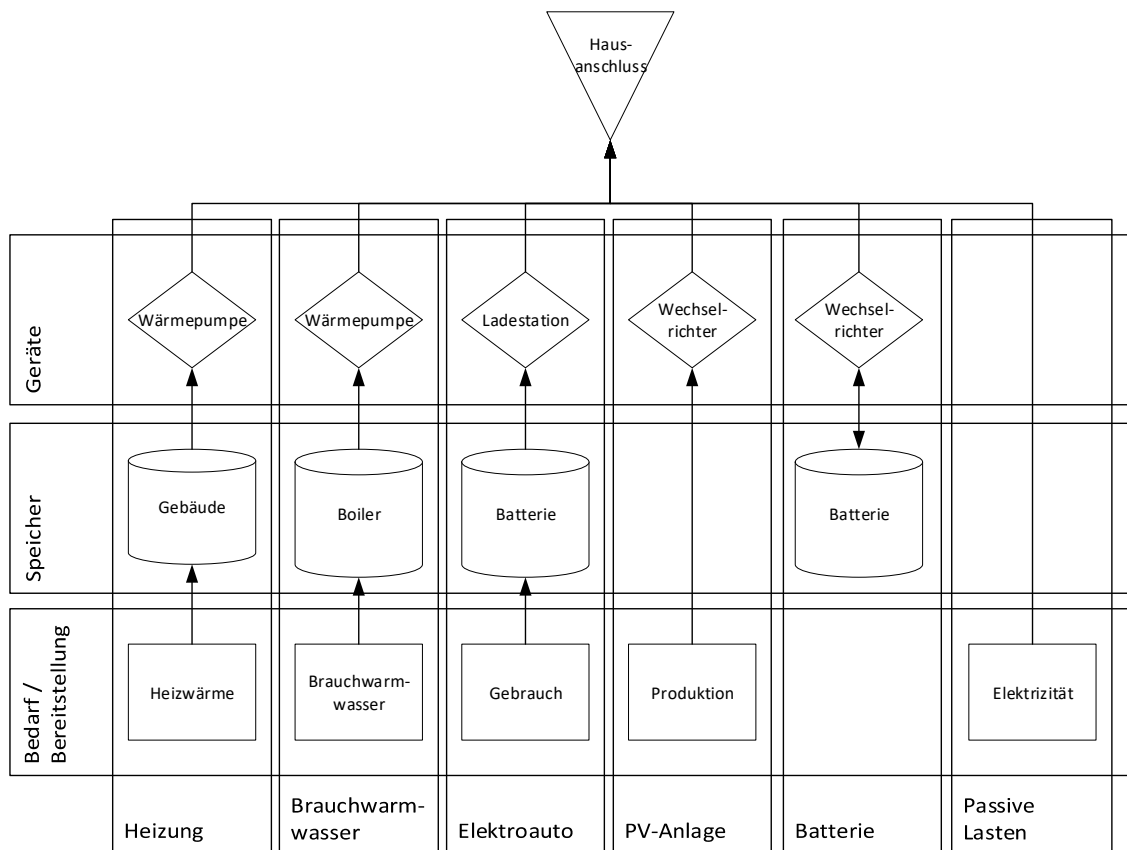 Haus-
anschluss
Geräte
Wärmepumpe
Wärmepumpe
Ladestation
Wechsel-
richter
Wechsel-
richter
Speicher
Gebäude
Boiler
Batterie
Batterie
Bedarf /
Bereitstellung
Heizwärme
Brauchwarm-
wasser
Gebrauch
Produktion
Elektrizität
Heizung
Brauchwarm-
wasser
Elektroauto
PV-Anlage
Batterie
Passive
Lasten